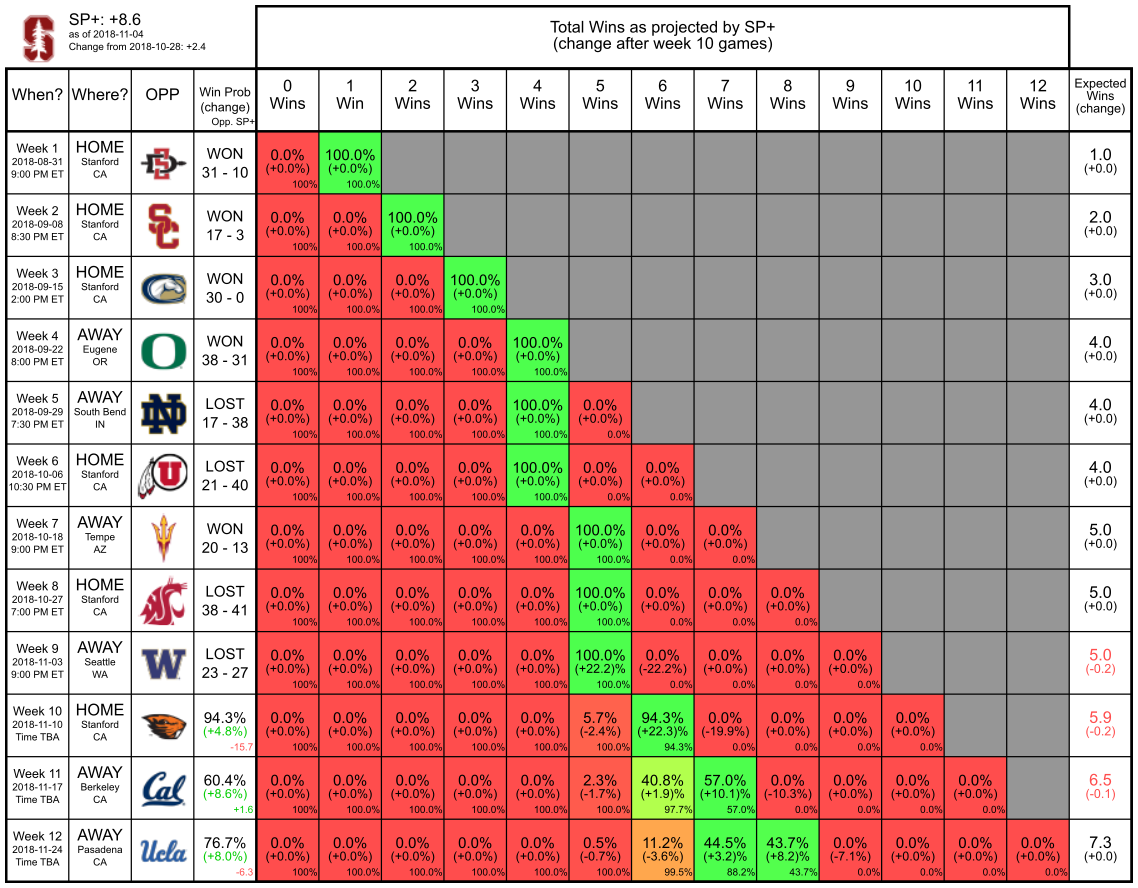 SP+: +8.6
as of 2018-11-04
Change from 2018-10-28: +2.4
Total Wins as projected by SP+
(change after week 10 games)
When? Where? OPP Win Prob (change) Opp. SP+ 0 Wins 1 Win 2 Wins 3 Wins 4 Wins 5 Wins 6 Wins 7 Wins 8 Wins 9 Wins 10 Wins 11 Wins 12 Wins Expected Wins (change)
Week 1 HOME WON 0.0% 100.0% 1.0
2018-08-31 Stanford (+0.0%) (+0.0%) (+0.0)
9:00 PM ET CA 31 - 10 100% 100.0%
Week 2 HOME SC WON 0.0% 0.0% 100.0% 2.0
2018-09-08 Stanford (+0.0%) (+0.0%) (+0.0%) (+0.0)
8:30 PM ET CA 17 - 3 100% 100.0% 100.0%
Week 3 HOME WON 0.0% 0.0% 0.0% 100.0% 3.0
2018-09-15 Stanford (+0.0%) (+0.0%) (+0.0%) (+0.0%) (+0.0)
2:00 PM ET CA 30 - 0 100% 100.0% 100.0% 100.0%
Week 4 AWAY O WON 0.0% 0.0% 0.0% 0.0% 100.0% 4.0
2018-09-22 Eugene (+0.0%) (+0.0%) (+0.0%) (+0.0%) (+0.0%) (+0.0)
8:00 PM ET OR 38 - 31 100% 100.0% 100.0% 100.0% 100.0%
Week 5 AWAY ND LOST 0.0% 0.0% 0.0% 0.0% 100.0% 0.0% 4.0
2018-09-29 South Bend (+0.0%) (+0.0%) (+0.0%) (+0.0%) (+0.0%) (+0.0%) (+0.0)
7:30 PM ET IN 17 - 38 100% 100.0% 100.0% 100.0% 100.0% 0.0%
Week 6 HOME U LOST 0.0% 0.0% 0.0% 0.0% 100.0% 0.0% 0.0% 4.0
2018-10-06 Stanford (+0.0%) (+0.0%) (+0.0%) (+0.0%) (+0.0%) (+0.0%) (+0.0%) (+0.0)
10:30 PM ET CA 21 - 40 100% 100.0% 100.0% 100.0% 100.0% 0.0% 0.0%
Week 7 AWAY WON 0.0% 0.0% 0.0% 0.0% 0.0% 100.0% 0.0% 0.0% 5.0
2018-10-18 Tempe (+0.0%) (+0.0%) (+0.0%) (+0.0%) (+0.0%) (+0.0%) (+0.0%) (+0.0%) (+0.0)
9:00 PM ET AZ 20 - 13 100% 100.0% 100.0% 100.0% 100.0% 100.0% 0.0% 0.0%
Week 8 HOME LOST 0.0% 0.0% 0.0% 0.0% 0.0% 100.0% 0.0% 0.0% 0.0% 5.0
2018-10-27 Stanford (+0.0%) (+0.0%) (+0.0%) (+0.0%) (+0.0%) (+0.0%) (+0.0%) (+0.0%) (+0.0%) (+0.0)
7:00 PM ET CA 38 - 41 100% 100.0% 100.0% 100.0% 100.0% 100.0% 0.0% 0.0% 0.0%
Week 9 AWAY W LOST 0.0% 0.0% 0.0% 0.0% 0.0% 100.0% 0.0% 0.0% 0.0% 0.0% 5.0
2018-11-03 Seattle (+0.0%) (+0.0%) (+0.0%) (+0.0%) (+0.0%) (+22.2)% (-22.2%) (+0.0%) (+0.0%) (+0.0%) (-0.2)
9:00 PM ET WA 23 - 27 100% 100.0% 100.0% 100.0% 100.0% 100.0% 0.0% 0.0% 0.0% 0.0%
Week 10 HOME 94.3% 0.0% 0.0% 0.0% 0.0% 0.0% 5.7% 94.3% 0.0% 0.0% 0.0% 0.0% 5.9
2018-11-10 Stanford (+4.8%) (+0.0%) (+0.0%) (+0.0%) (+0.0%) (+0.0%) (-2.4%) (+22.3)% (-19.9%) (+0.0%) (+0.0%) (+0.0%) (-0.2)
Time TBA CA -15.7 100% 100.0% 100.0% 100.0% 100.0% 100.0% 94.3% 0.0% 0.0% 0.0% 0.0%
Week 11 AWAY Cal 60.4% 0.0% 0.0% 0.0% 0.0% 0.0% 2.3% 40.8% 57.0% 0.0% 0.0% 0.0% 0.0% 6.5
2018-11-17 Berkeley (+8.6%) (+0.0%) (+0.0%) (+0.0%) (+0.0%) (+0.0%) (-1.7%) (+1.9)% (+10.1)% (-10.3%) (+0.0%) (+0.0%) (+0.0%) (-0.1)
Time TBA CA +1.6 100% 100.0% 100.0% 100.0% 100.0% 100.0% 97.7% 57.0% 0.0% 0.0% 0.0% 0.0%
Week 12 AWAY Ucla 76.7% 0.0% 0.0% 0.0% 0.0% 0.0% 0.5% 11.2% 44.5% 43.7% 0.0% 0.0% 0.0% 0.0% 7.3
2018-11-24 Pasadena (+8.0%) (+0.0%) (+0.0%) (+0.0%) (+0.0%) (+0.0%) (-0.7%) (-3.6%) (+3.2)% (+8.2)% (-7.1%) (+0.0%) (+0.0%) (+0.0%) (+0.2)
Time TBA CA -6.3 100% 100.0% 100.0% 100.0% 100.0% 100.0% 99.5% 88.2% 43.7% 0.0% 0.0% 0.0% 0.0%